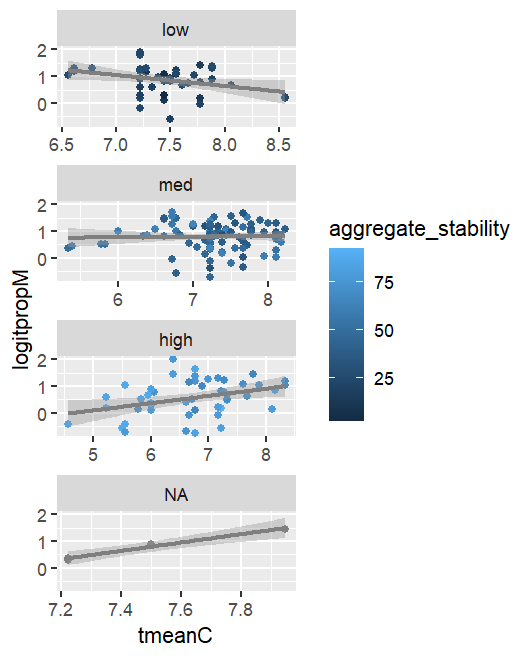 low
2
1
0
6.5 7.0 7.5 8.0 8.5
med
2
1
0
6 7 8
high
2
1
0
5 6 7 8
NA
2
1
0
7.2 7.4 7.6 7.8
tmeanC
logitpropM
aggregate_stability
75
50
25